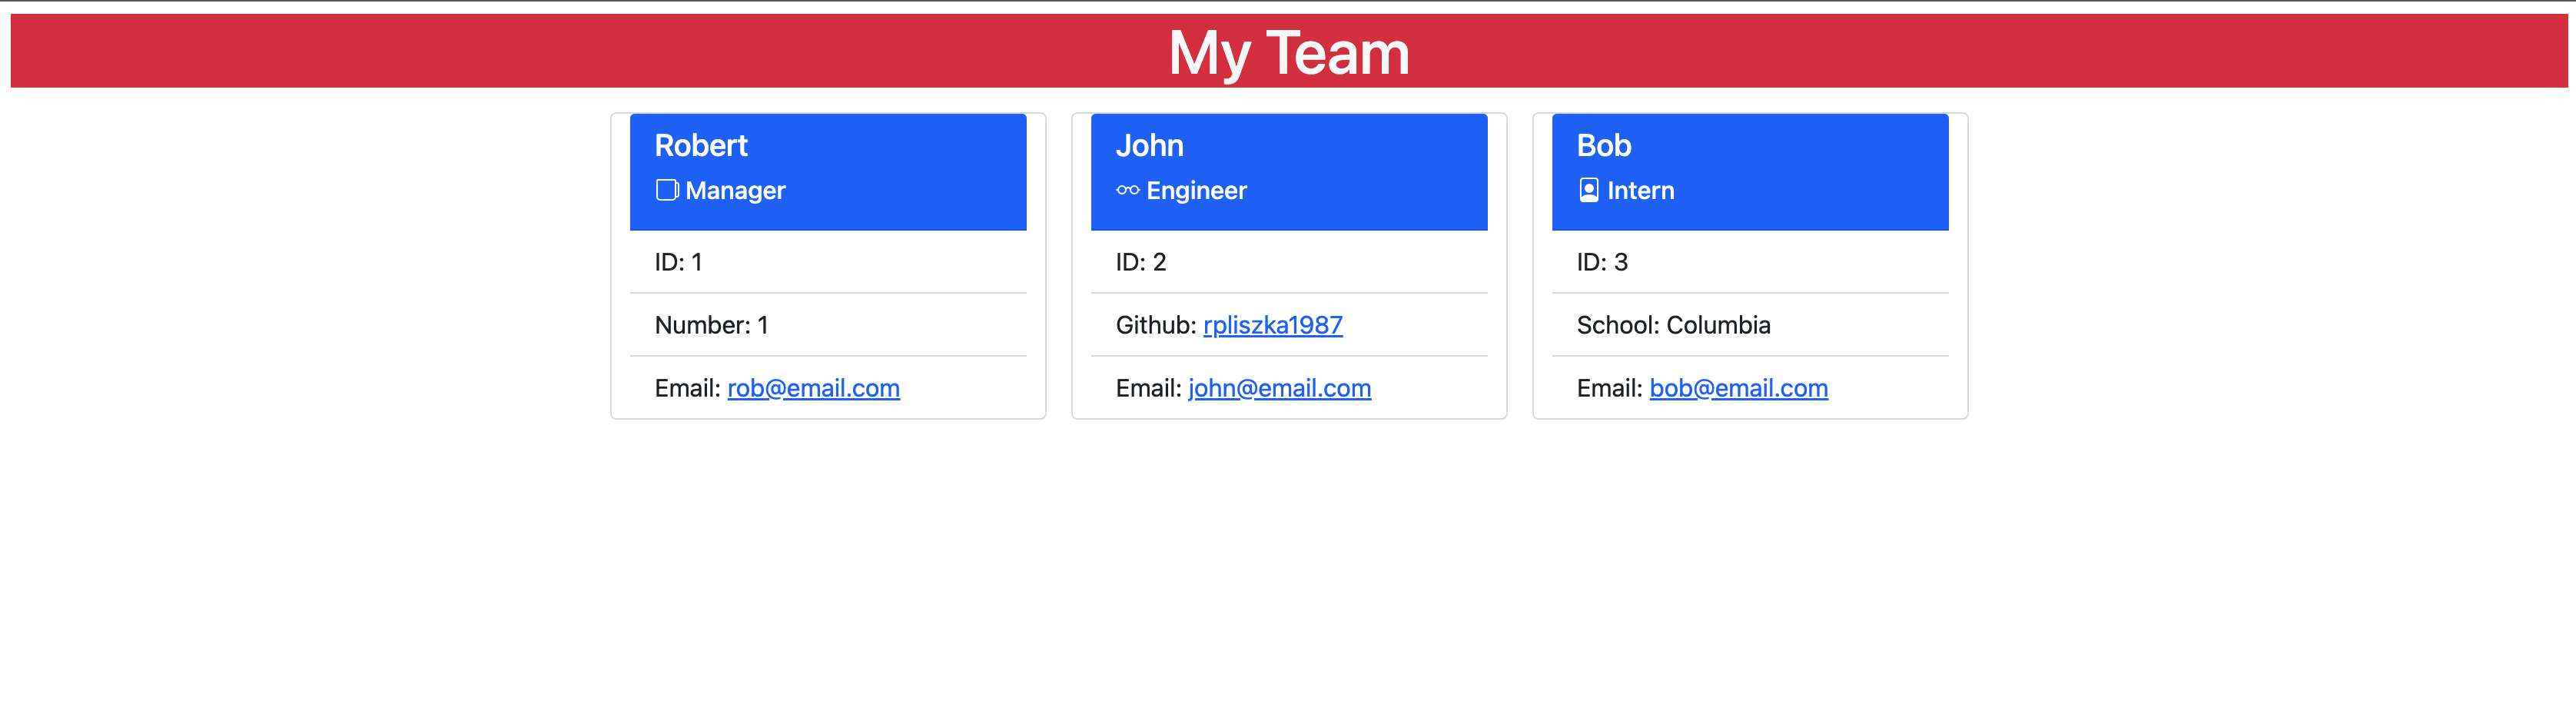 My Team
Robert
Manager
ID: 1
Number: 1
Email: rob@email.com
John
Engineer
ID: 2
Github: rpliszka1987
Email: john@email.com
Bob
Intern
ID: 3
School: Columbia
Email: bob@email.com